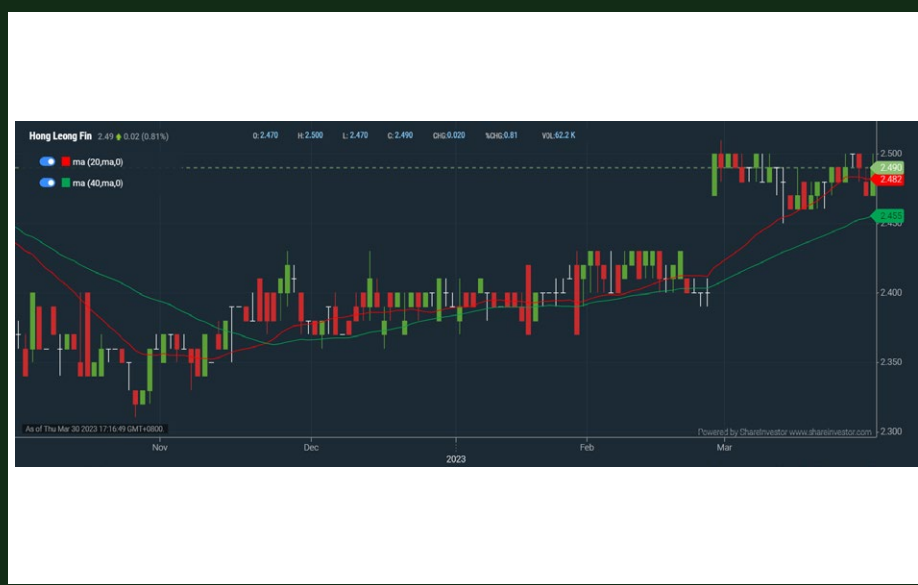 Hong Leong Fin 2.49 0.02 (0.81%) O:2.470 H:2.500 L:2.470 C:2.490 CHG:0.020 %CHG:0.81 VOL:62.2 K
ma (20,ma,0)
ma (40,ma,0)
2.500
2.490
2.482
2.455
2.450
2.400
2.350
2.300
As of Thu Mar 30 2023 17:16:49 GMT+0800.
Powered by ShareInvestor www.shareinvestor.com
Nov Dec Feb Mar
2023